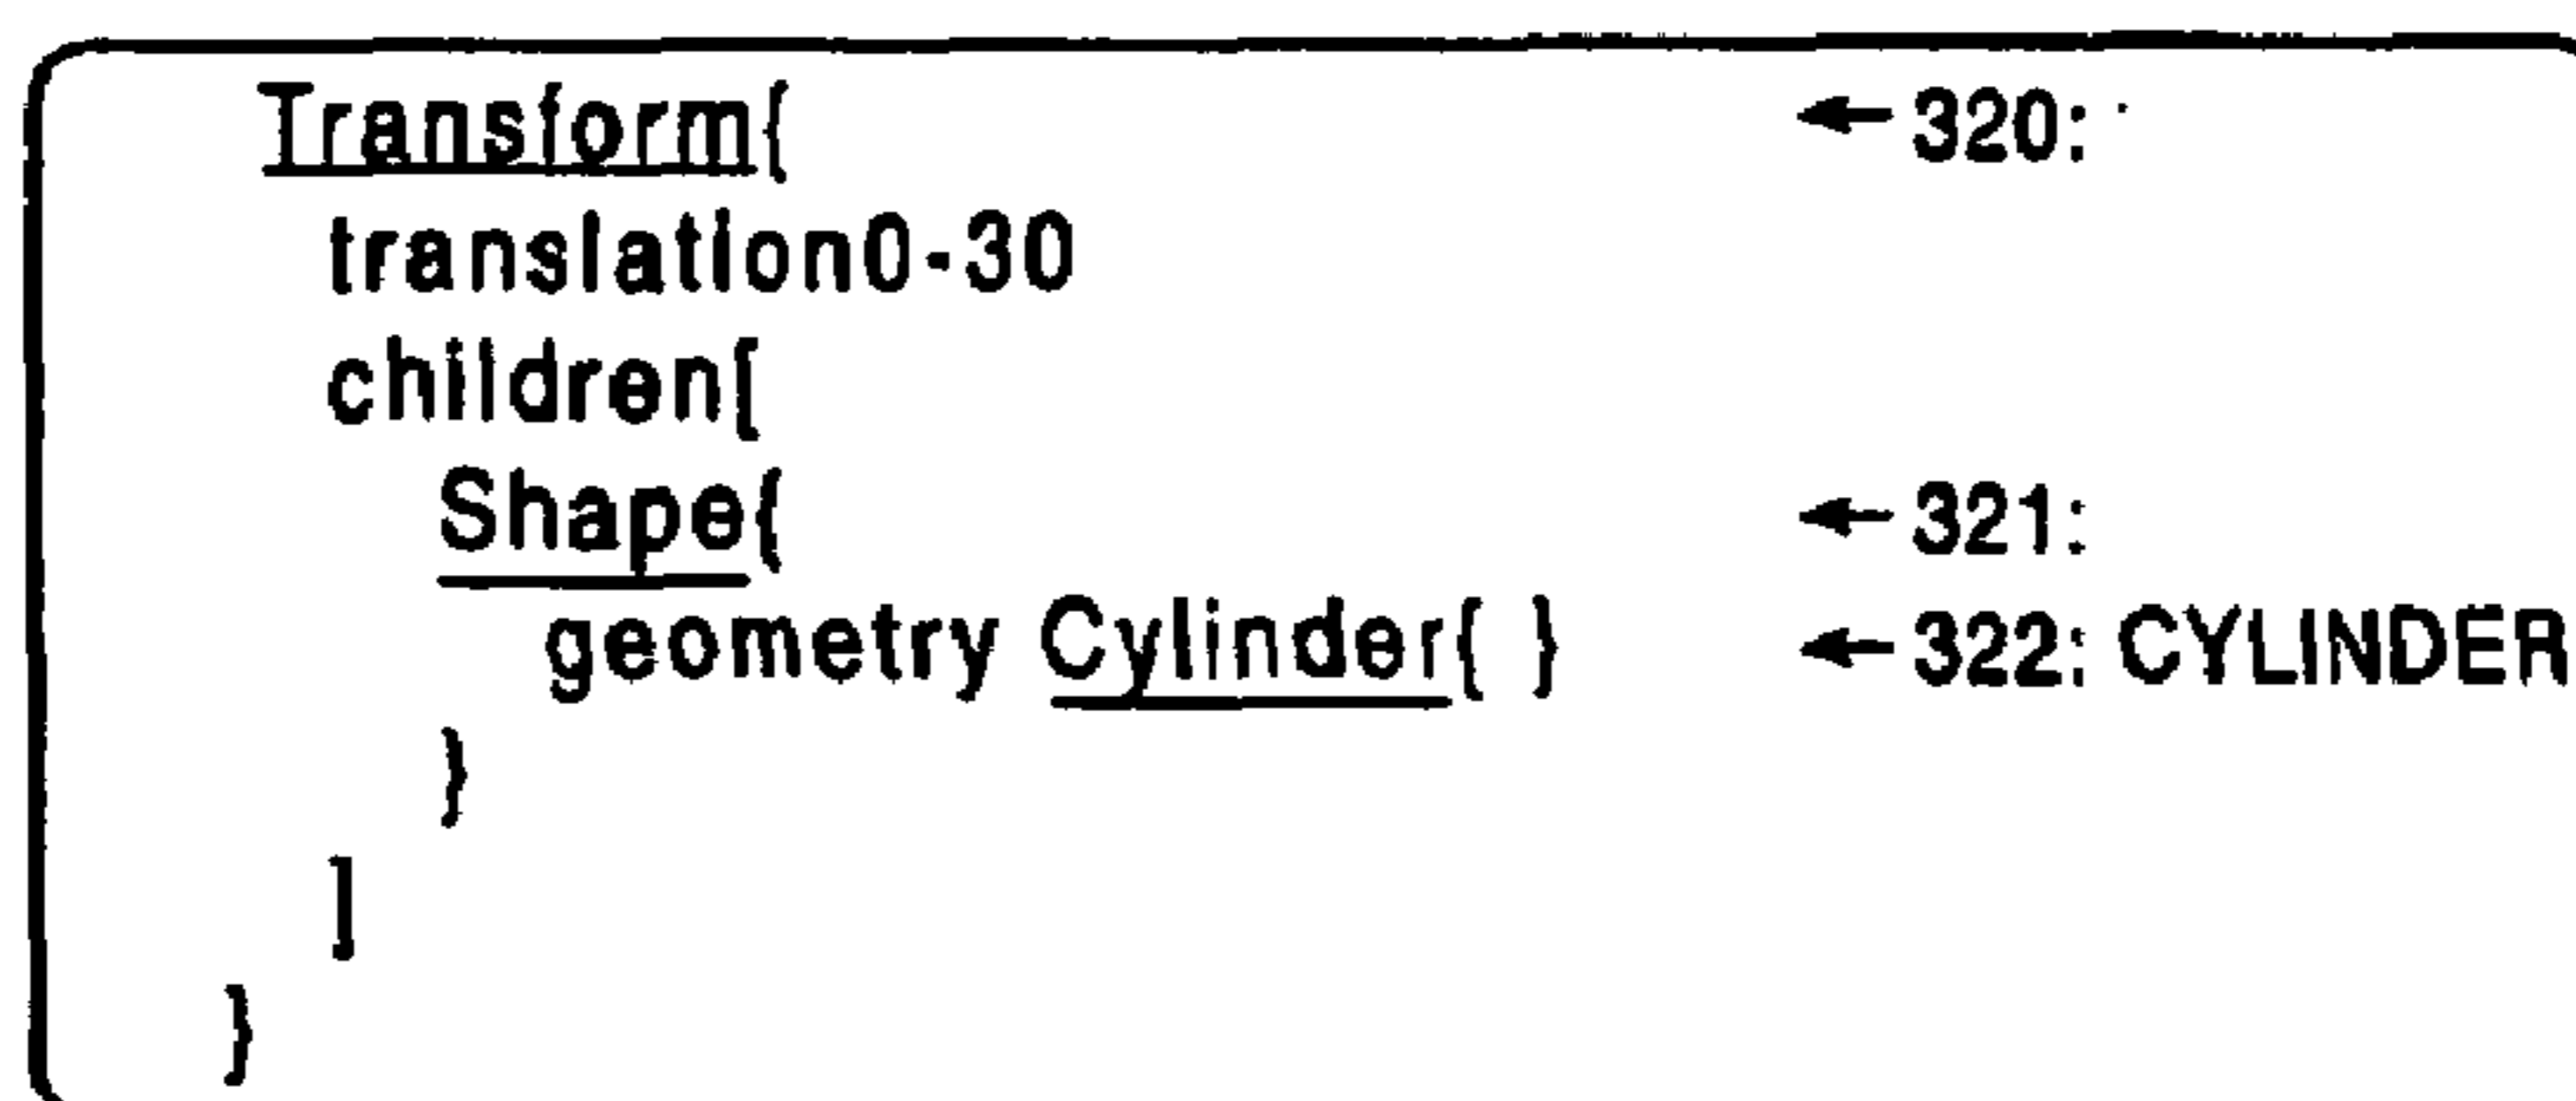 Transform{ ← 320:
translation0-30
children[
Shape{ ← 321:
geometry Cylinder{ } ← 322: CYLINDER
}
]
}